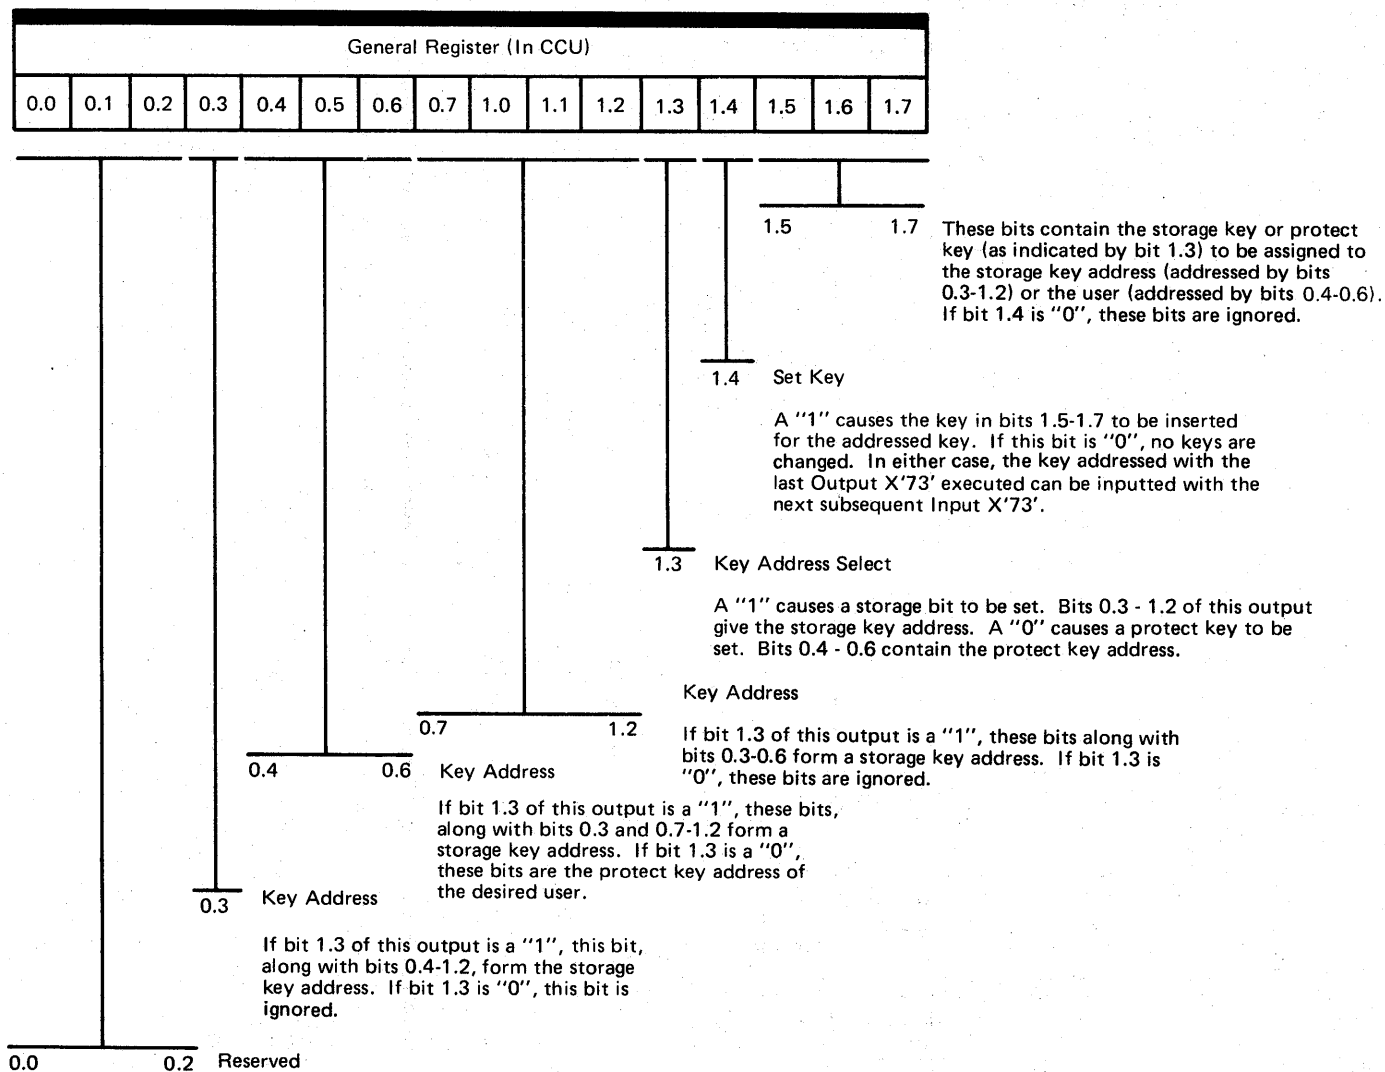 General Register (In CCU)
0.0 0.1 0.2 0.3 0.4 0.5 0.6 0.7 1.0 1.1 1.2 1.3 1.4 1.5 1.6 1.7
1.5 1.7
These bits contain the storage key or protect
key (as indicated by bit 1.3) to be assigned to
the storage key address (addressed by bits
0.3-1.2) or the user (addressed by bits 0.4-0.6).
If bit 1.4 is "0", these bits are ignored.
1.4 Set Key
A "1" causes the key in bits 1.5-1.7 to be inserted
for the addressed key. If this bit is "0", no keys are
changed. In either case, the key addressed with the
last Output X'73' executed can be inputted with the
next subsequent Input X'73'.
1.3 Key Address Select
A "1" causes a storage bit to be set. Bits 0.3 - 1.2 of this output
give the storage key address. A "0" causes a protect key to be
set. Bits 0.4 - 0.6 contain the protect key address.
Key Address
0.7 1.2
If bit 1.3 of this output is a "1", these bits along with
bits 0.3-0.6 form a storage key address. If bit 1.3 is
"0", these bits are ignored.
0.4 0.6 Key Address
If bit 1.3 of this output is a "1", these bits,
along with bits 0.3 and 0.7-1.2 form a
storage key address. If bit 1.3 is a "0",
these bits are the protect key address of
the desired user.
0.3 Key Address
If bit 1.3 of this output is a "1", this bit,
along with bits 0.4-1.2, form the storage
key address. If bit 1.3 is "0", this bit is
ignored.
0.0 0.2 Reserved